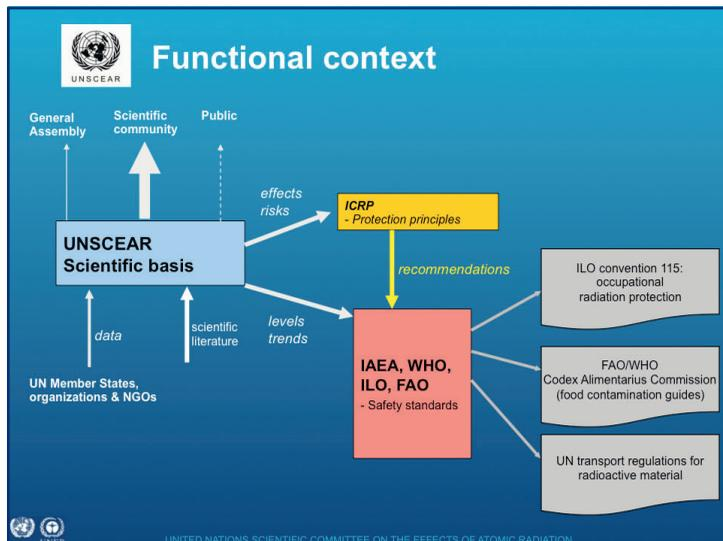 UNSCEAR
Functional context
General
Assembly
Scientific
community
Public
effects
risks
ICRP
- Protection principles
UNSCEAR
Scientific basis
recommendations
ILO convention 115:
occupational
radiation protection
data
scientific
literature
levels
trends
IAEA, WHO,
ILO, FAO
- Safety standards
FAO/WHO
Codex Alimentarius Commission
(food contamination guides)
UN Member States,
organizations & NGOs
UN transport regulations for
radioactive material
UNITED NATIONS SCIENTIFIC COMMITTEE ON THE EFFECTS OF ATOMIC RADIATION